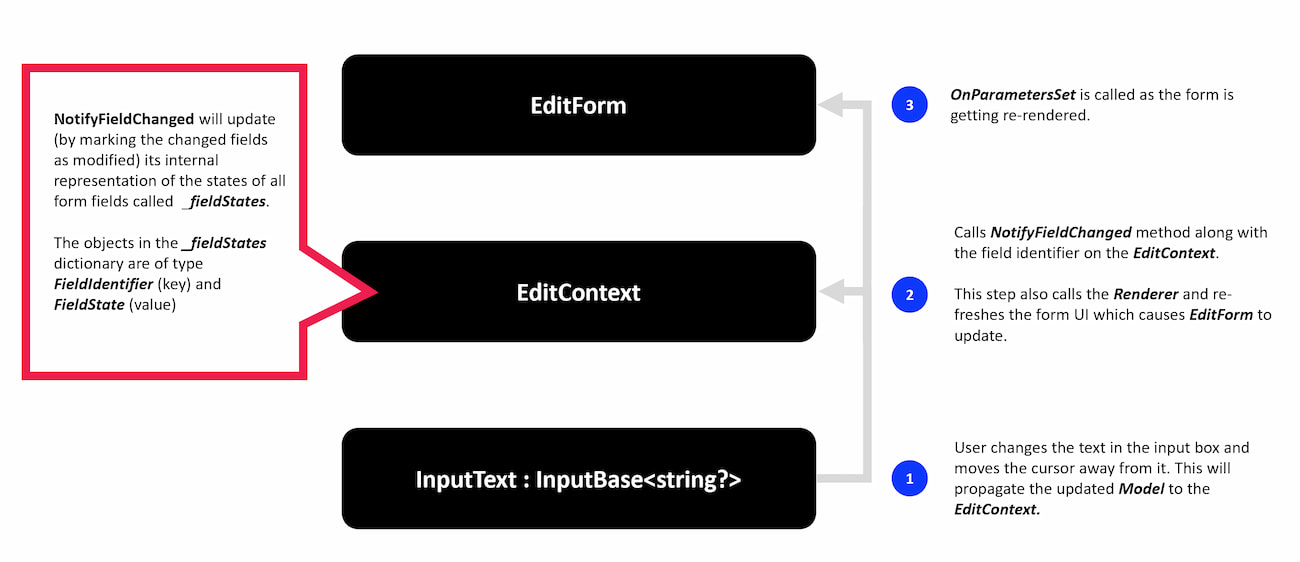 NotifyFieldChanged will update
(by marking the changed fields
as modified) its internal
representation of the states of all
form fields called _fieldStates.
The objects in the _fieldStates
dictionary are of type
FieldIdentifier (key) and
FieldState (value)
EditForm
EditContext
InputText : InputBase<string?>
3
OnParametersSet is called as the form is
getting re-rendered.
2
Calls NotifyFieldChanged method along with
the field identifier on the EditContext.
This step also calls the Renderer and re-
freshes the form UI which causes EditForm to
update.
1
User changes the text in the input box and
moves the cursor away from it. This will
propagate the updated Model to the
EditContext.